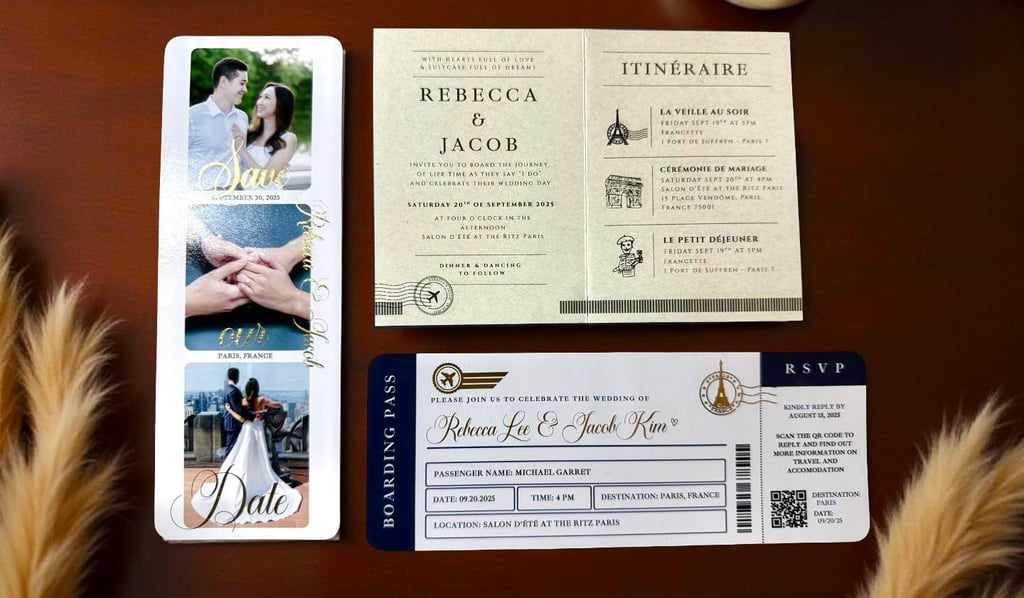 Save
SEPTEMBER 20, 2025
Rebecca & Jacob
our
PARIS, FRANCE
Date
WITH HEARTS FULL OF LOVE
& SUITCASE FULL OF DREAMS
REBECCA
&
JACOB
INVITE YOU TO BOARD THE JOURNEY
OF LIFE TIME AS THEY SAY "I DO"
AND CELEBRATE THEIR WEDDING DAY
SATURDAY 20TH OF SEPTEMBER 2025
AT FOUR O'CLOCK IN THE
AFTERNOON
SALON D'ÉTÉ AT THE RITZ PARIS
DINNER & DANCING
TO FOLLOW
ITINÉRAIRE
LA VEILLE AU SOIR
FRIDAY SEPT 19TH AT 5PM
FRANCETTE
1 PORT DE SUFFREN - PARIS 7
CÉRÉMONIE DE MARIAGE
SATURDAY SEPT 20TH AT 4PM
SALON D'ÉTÉ AT THE RITZ PARIS
15 PLACE VENDÔME, PARIS,
FRANCE 75001
LE PETIT DÉJEUNER
FRIDAY SEPT 19TH AT 5PM
FRANCETTE
1 PORT DE SUFFREN - PARIS 7
BOARDING PASS
PLEASE JOIN US TO CELEBRATE THE WEDDING OF
Rebecca Lee & Jacob Kim
PASSENGER NAME: MICHAEL GARRET
DATE: 09.20.2025
TIME: 4 PM
DESTINATION: PARIS, FRANCE
LOCATION: SALON D'ÉTÉ AT THE RITZ PARIS
RSVP
KINDLY REPLY BY
AUGUST 15, 2025
SCAN THE QR CODE TO
REPLY AND FIND OUT
MORE INFORMATION ON
TRAVEL AND
ACCOMODATION
DESTINATION:
PARIS
DATE:
09/20/25